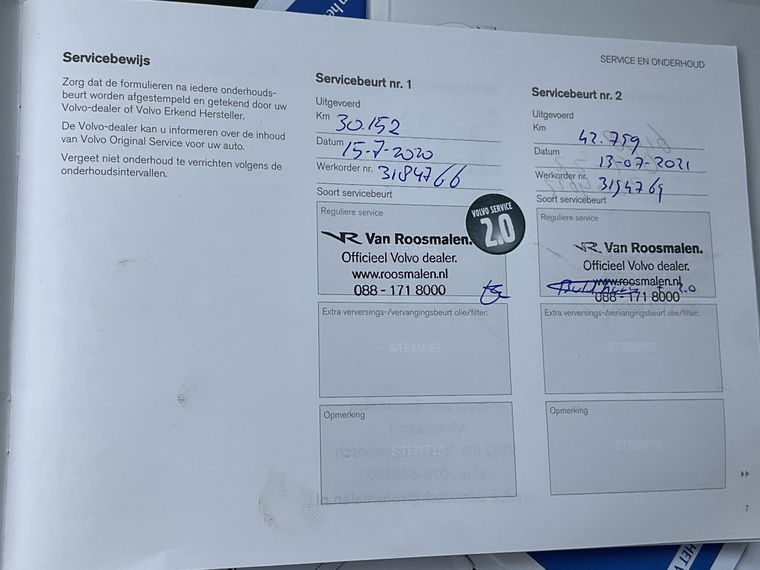 SERVICE EN ONDERHOUD
Servicebewijs
Zorg dat de formulieren na iedere onderhouds-
beurt worden afgestempeld en getekend door uw
Volvo-dealer of Volvo Erkend Hersteller.
De Volvo-dealer kan u informeren over de inhoud
van Volvo Original Service voor uw auto.
Vergeet niet onderhoud te verrichten volgens de
onderhoudsintervallen.
Servicebeurt nr. 1
Uitgevoerd
Km 30.152
Datum 15-7-2020
Werkorder nr. 3184766
Soort servicebeurt
Reguliere service
VOLVO SERVICE
2.0
VR Van Roosmalen.
Officieel Volvo dealer.
www.roosmalen.nl
088 - 171 8000
Extra verversings-/vervangingsbeurt olie/filter:
STEMPEL
Opmerking
STEMPEL
Servicebeurt nr. 2
Uitgevoerd
Km 42.759
Datum 13-07-2021
Werkorder nr. 3194769
Soort servicebeurt
Reguliere service
VR Van Roosmalen.
Officieel Volvo dealer.
www.roosmalen.nl
2.0
088 - 171 8000
Extra verversings-/vervangingsbeurt olie/filter:
STEMPEL
Opmerking
STEMPEL
7